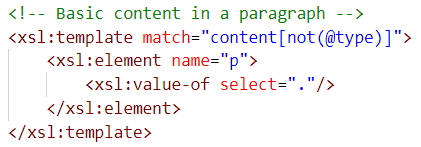 <!-- Basic content in a paragraph -->
<xsl:template match="content[not(@type)]">
    <xsl:element name="p">
        <xsl:value-of select="."/>
    </xsl:element>
</xsl:template>